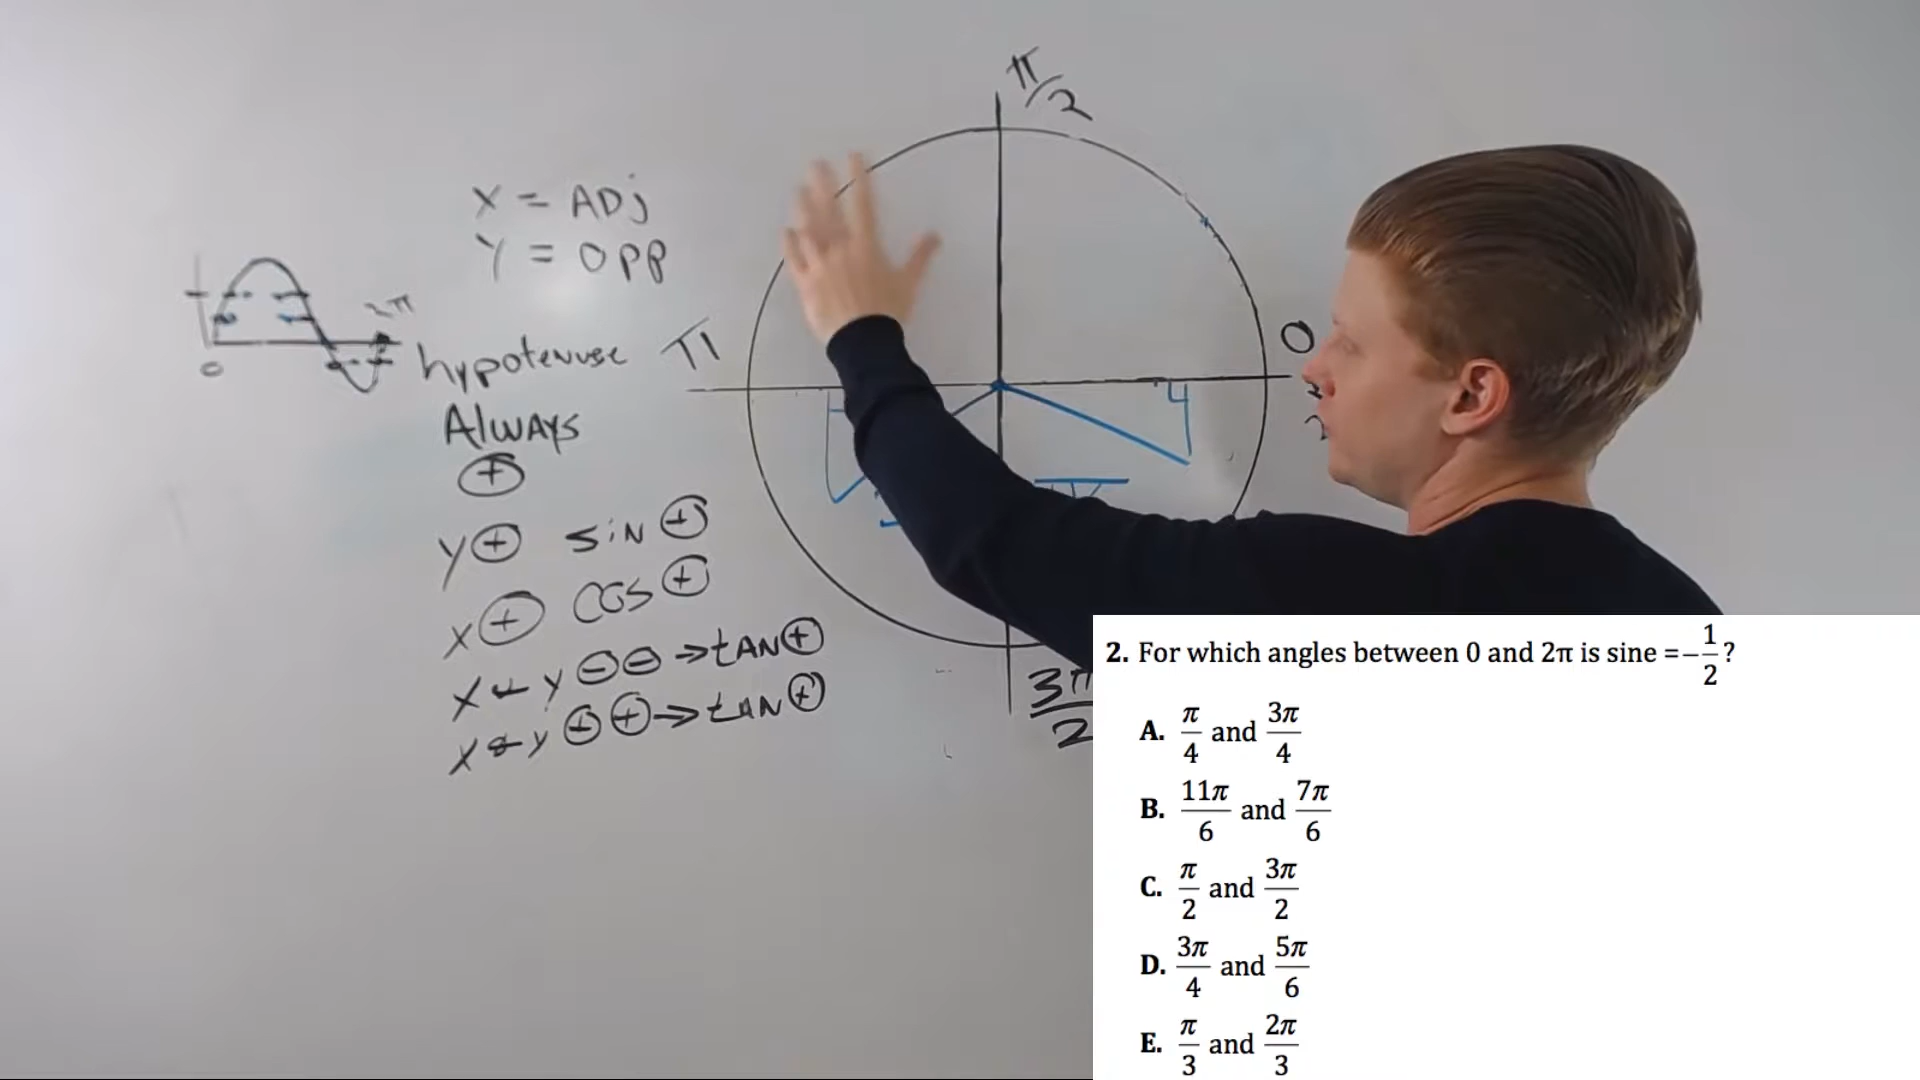 π/2
X = ADj
Y = OPP
2π
0
hypotenuse
π
0
Always
⊕
y⊕ sin⊕
x⊕ cos⊕
x & y ⊖⊖→tAN⊕
x & y ⊕⊕→tAN⊕
IV
3π/2
2. For which angles between 0 and 2π is sine =−1/2?
A. π/4 and 3π/4
B. 11π/6 and 7π/6
C. π/2 and 3π/2
D. 3π/4 and 5π/6
E. π/3 and 2π/3